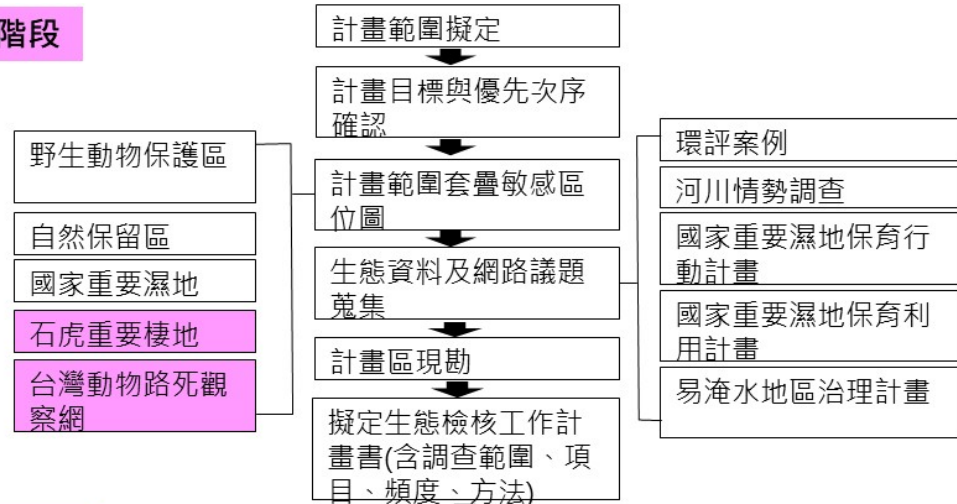 階段
計畫範圍擬定
計畫目標與優先次序
確認
計畫範圍套疊敏感區
位圖
生態資料及網路議題
蒐集
計畫區現勘
擬定生態檢核工作計
畫書(含調查範圍、項
目、頻度、方法)
野生動物保護區
自然保留區
國家重要濕地
石虎重要棲地
台灣動物路死觀
察網
環評案例
河川情勢調查
國家重要濕地保育行
動計畫
國家重要濕地保育利
用計畫
易淹水地區治理計畫